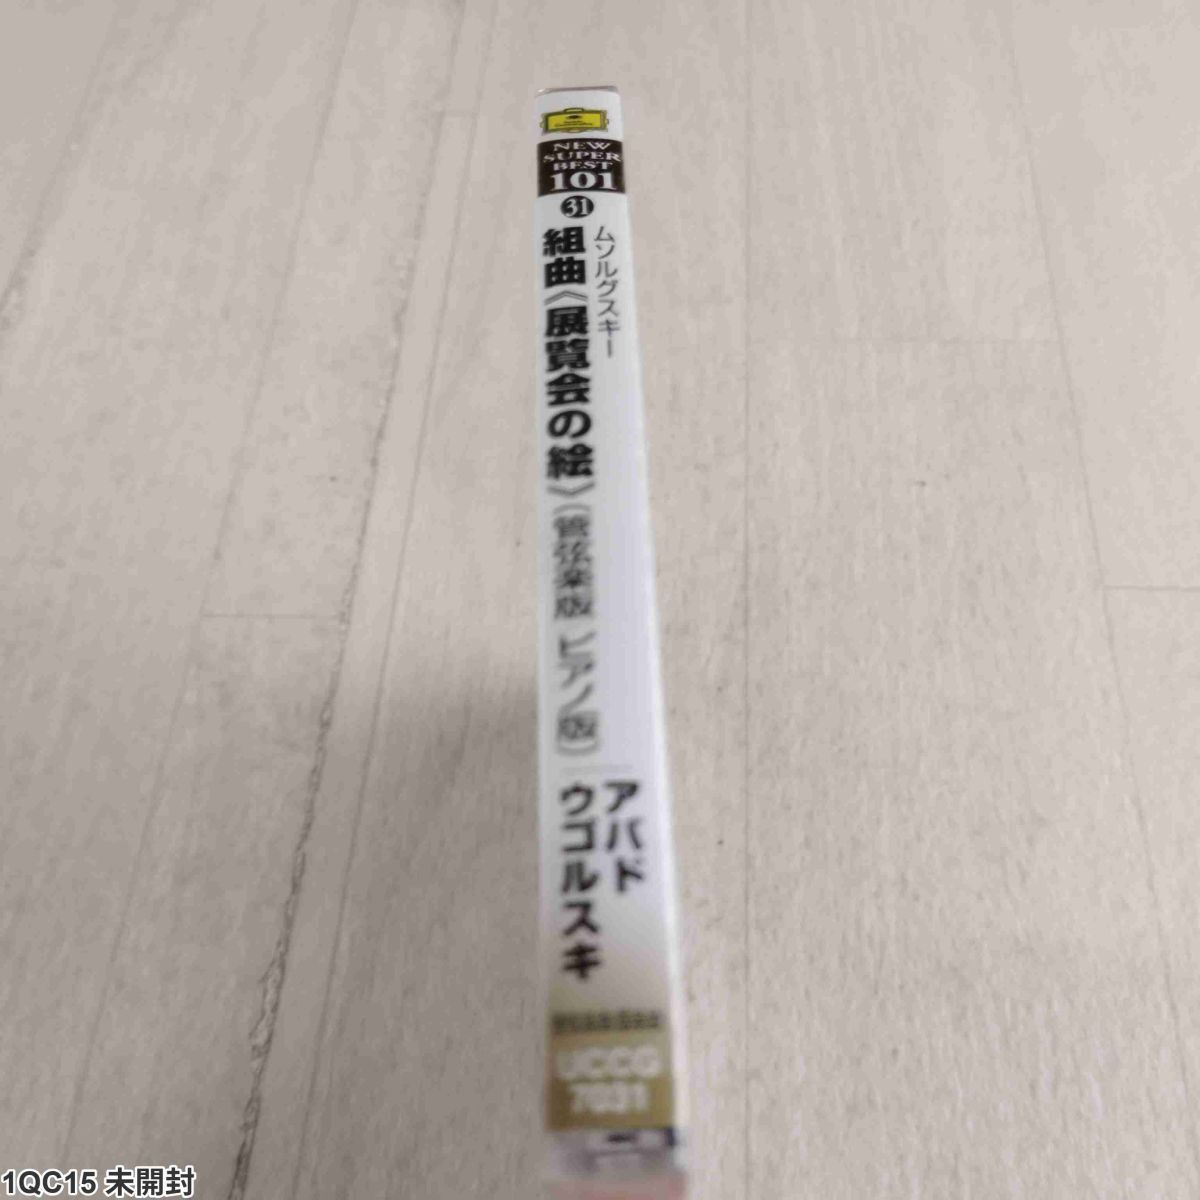 NEW
SUPER
BEST
101
31
ムソルグスキー
組曲《展覧会の絵》(管弦楽版 ピアノ版)
アバド
ウゴルスキ
UCCG
7031
1QC15 未開封